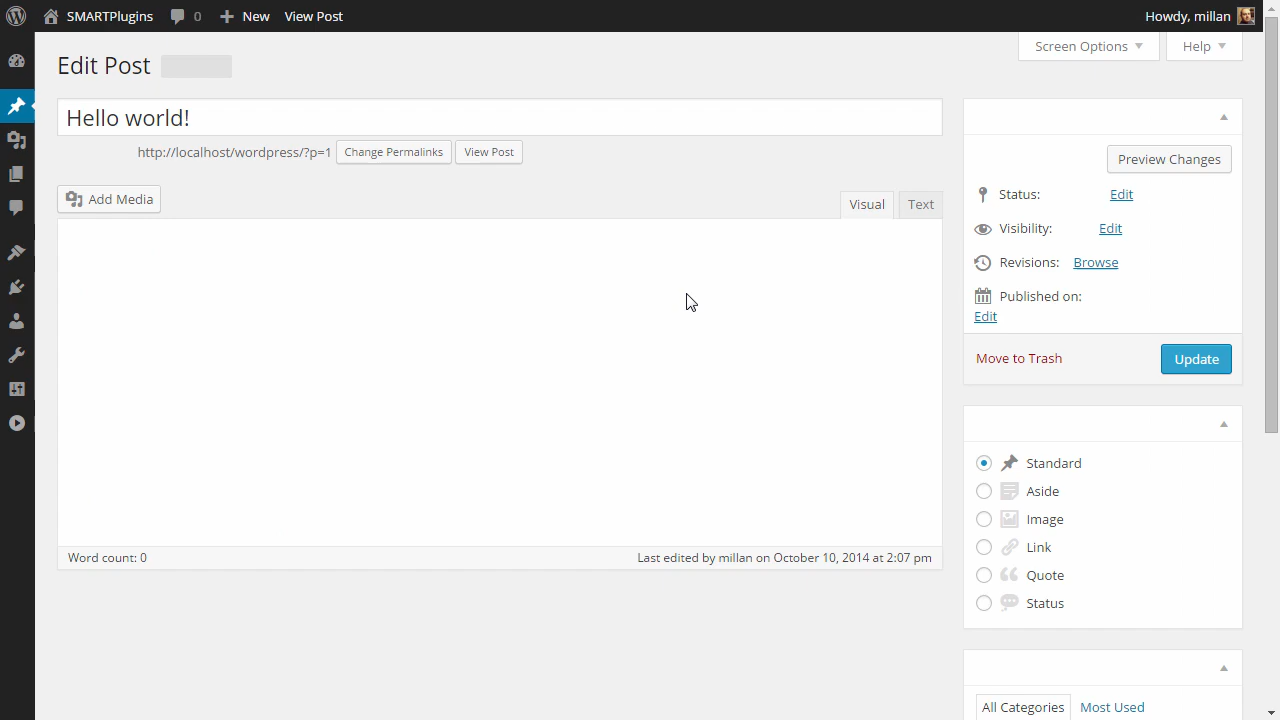 SMARTPlugins 0 New View Post Howdy, millan
Screen Options Help
Edit Post
Hello world!
http://localhost/wordpress/?p=1 Change Permalinks View Post
Add Media Visual Text
Word count: 0 Last edited by millan on October 10, 2014 at 2:07 pm
Preview Changes
Status: Edit
Visibility: Edit
Revisions: Browse
Published on:
Edit
Move to Trash Update
Standard
Aside
Image
Link
Quote
Status
All Categories Most Used